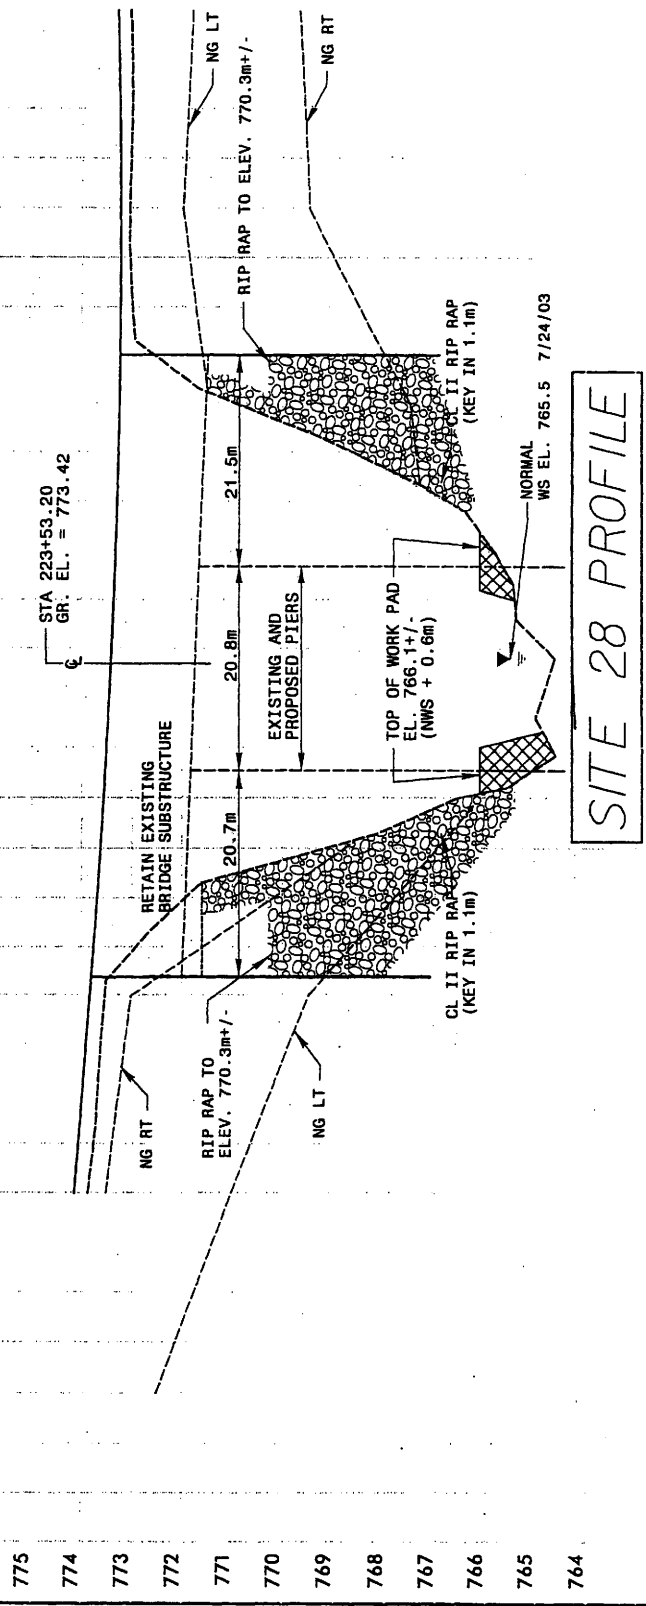 775
774
773
772
771
770
769
768
767
766
765
764
STA 223+53.20
GR. EL. = 773.42
℄
NG LT
NG RT
RIP RAP TO ELEV. 770.3m+/-
RETAIN EXISTING
BRIDGE SUBSTRUCTURE
20.7m
20.8m
21.5m
EXISTING AND
PROPOSED PIERS
NG RT
RIP RAP TO
ELEV. 770.3m+/-
NG LT
CL II RIP RAP
(KEY IN 1.1m)
TOP OF WORK PAD
EL. 766.1+/-
(NWS + 0.6m)
CL II RIP RAP
(KEY IN 1.1m)
NORMAL
WS EL. 765.5 7/24/03
SITE 28 PROFILE